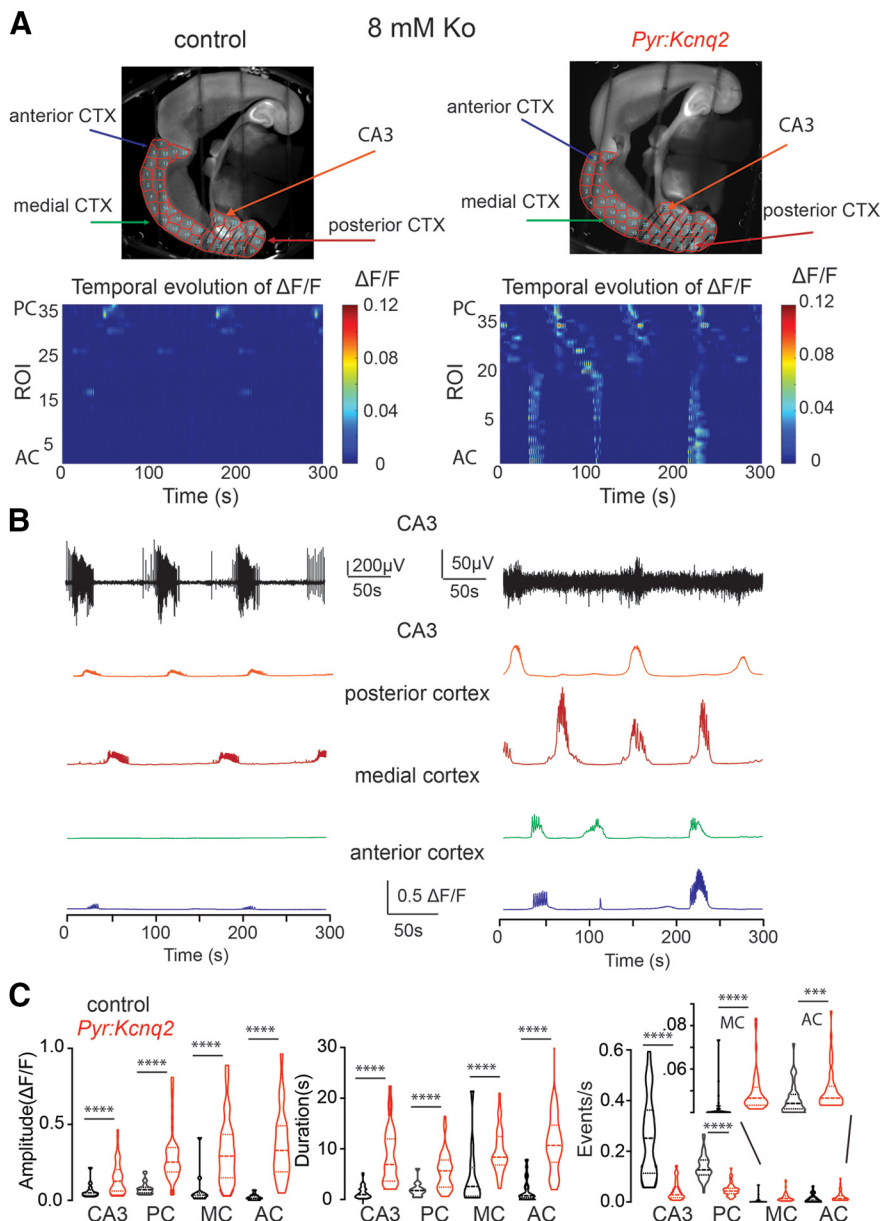 A
8 mM Ko
control
Pyr:Kcnq2
anterior CTX
CA3
medial CTX
posterior CTX
anterior CTX
CA3
medial CTX
posterior CTX
Temporal evolution of ΔF/F
ΔF/F
PC 35
25
15
5
AC
ROI
0 100 200 300
Time (s)
0.12
0.08
0.04
0
Temporal evolution of ΔF/F
ΔF/F
PC
35
20
5
AC
ROI
0 100 200 300
Time (s)
0.12
0.08
0.04
0
B
CA3
200µV
50s
50µV
50s
CA3
posterior cortex
medial cortex
anterior cortex
0.5 ΔF/F
50s
0 100 200 300
Time (s)
0 100 200 300
Time (s)
C
control
Pyr:Kcnq2
Amplitude(ΔF/F)
1.0
0.5
0.0
**** **** **** ****
CA3 PC MC AC
Duration(s)
30
20
10
0
**** **** **** ****
CA3 PC MC AC
Events/s
0.6
0.4
0.2
0.0
**** ****
CA3 PC MC AC
.08
.06
**** ***
MC AC